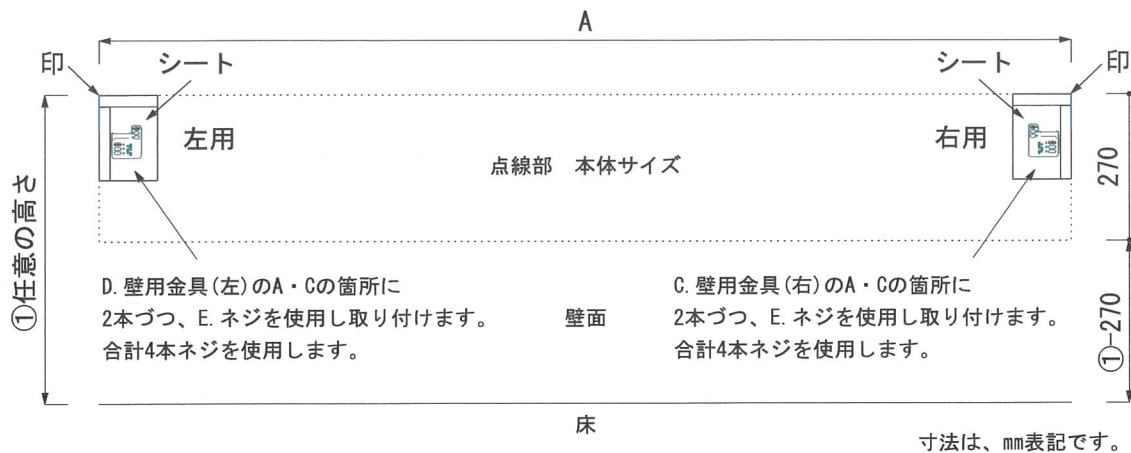 A
印
シート
シート
印
左用
右用
点線部 本体サイズ
270
①任意の高さ
D. 壁用金具(左)のA・Cの箇所に
2本づつ、E. ネジを使用し取り付けます。
合計4本ネジを使用します。
壁面
C. 壁用金具(右)のA・Cの箇所に
2本づつ、E. ネジを使用し取り付けます。
合計4本ネジを使用します。
①-270
床
寸法は、mm表記です。